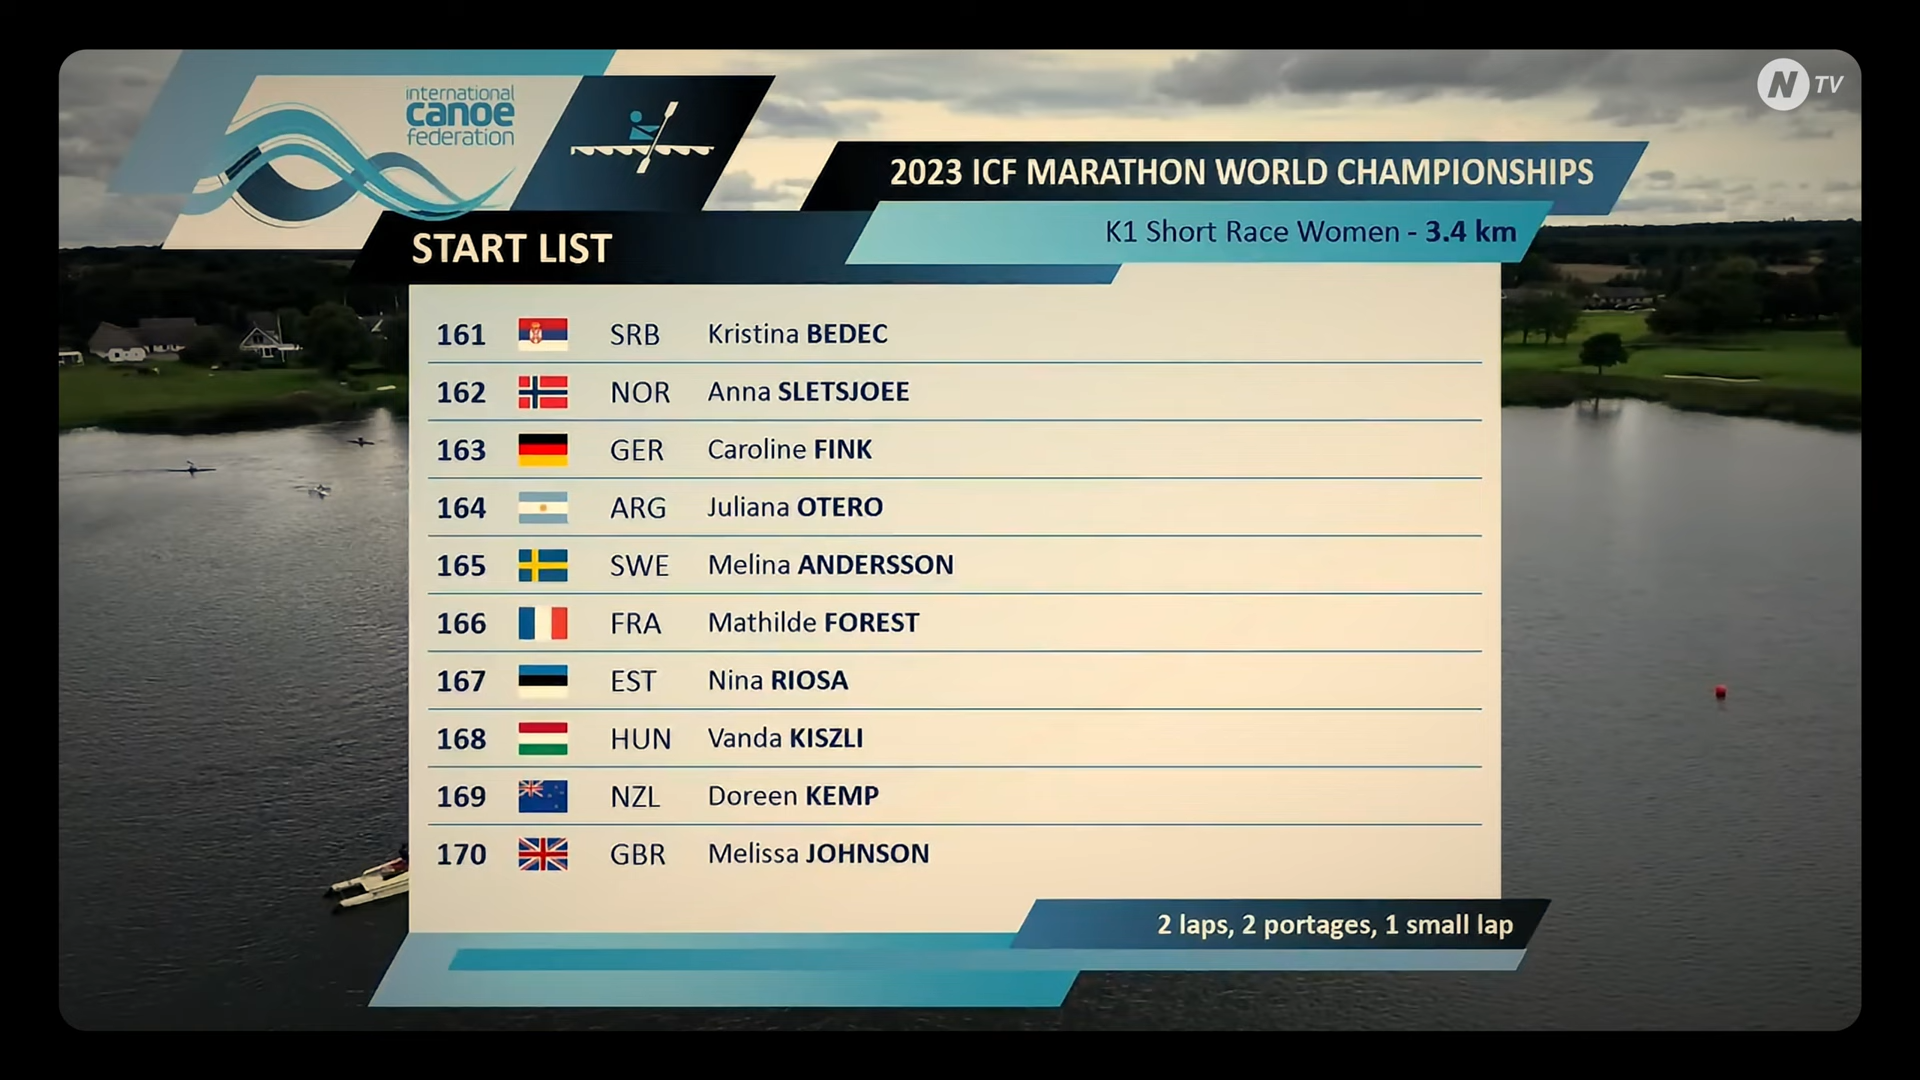 N TV
international
canoe
federation
2023 ICF MARATHON WORLD CHAMPIONSHIPS
K1 Short Race Women - 3.4 km
START LIST
161 SRB Kristina BEDEC
162 NOR Anna SLETSJOEE
163 GER Caroline FINK
164 ARG Juliana OTERO
165 SWE Melina ANDERSSON
166 FRA Mathilde FOREST
167 EST Nina RIOSA
168 HUN Vanda KISZLI
169 NZL Doreen KEMP
170 GBR Melissa JOHNSON
2 laps, 2 portages, 1 small lap